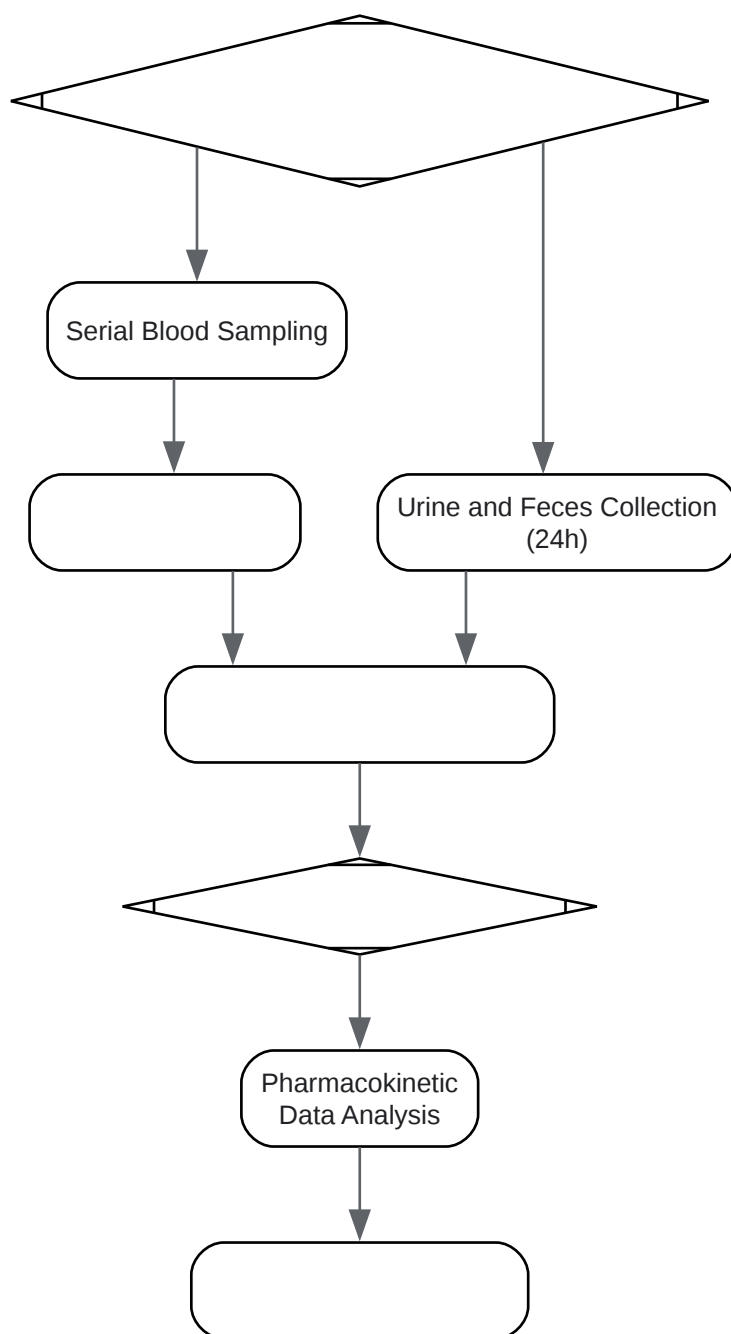 Serial Blood Sampling
Urine and Feces Collection
(24h)
Pharmacokinetic
Data Analysis